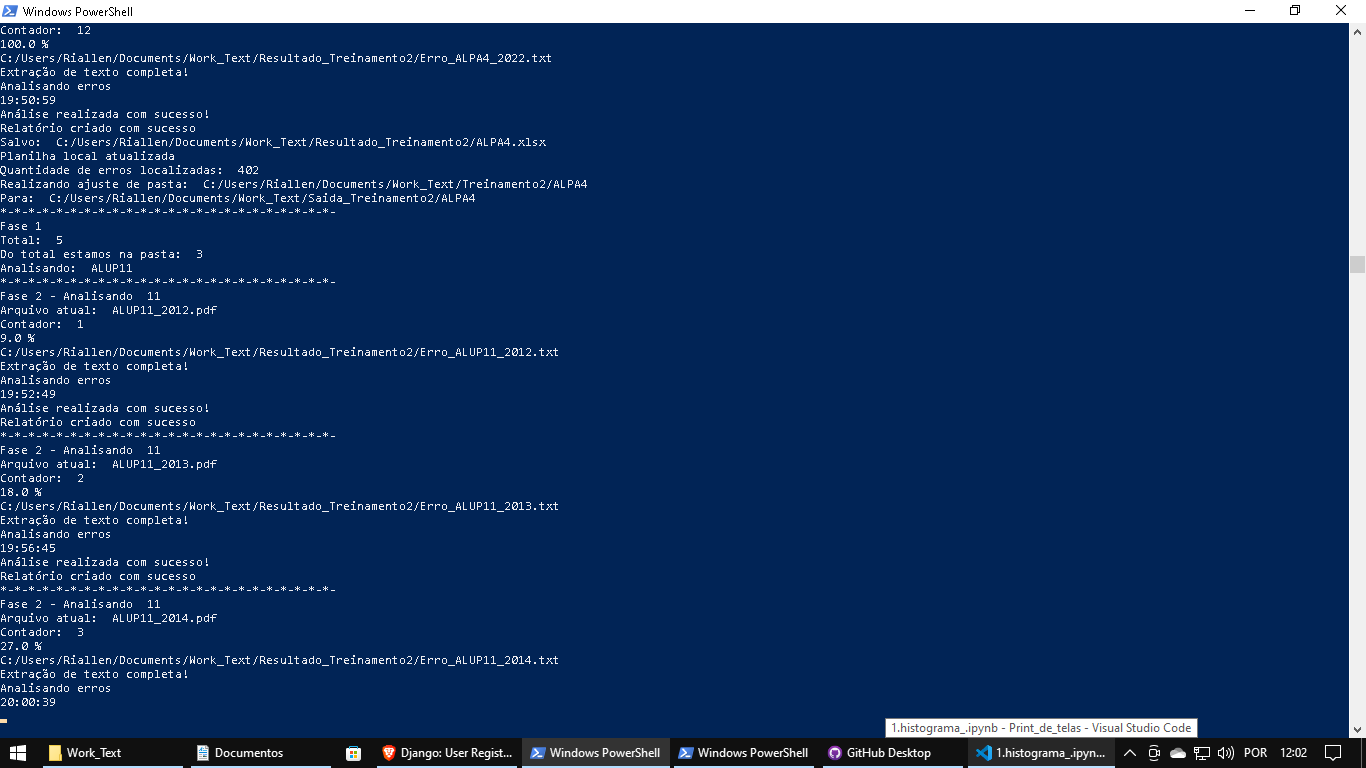 Windows PowerShell
Contador:  12
100.0 %
C:/Users/Riallen/Documents/Work_Text/Resultado_Treinamento2/Erro_ALPA4_2022.txt
Extração de texto completa!
Analisando erros
19:50:59
Análise realizada com sucesso!
Relatório criado com sucesso
Salvo:  C:/Users/Riallen/Documents/Work_Text/Resultado_Treinamento2/ALPA4.xlsx
Planilha local atualizada
Quantidade de erros localizadas:  402
Realizando ajuste de pasta:  C:/Users/Riallen/Documents/Work_Text/Treinamento2/ALPA4
Para:  C:/Users/Riallen/Documents/Work_Text/Saida_Treinamento2/ALPA4
*-*-*-*-*-*-*-*-*-*-*-*-*-*-*-*-*-*-*-*-*-*-*-*-
Fase 1
Total:  5
Do total estamos na pasta:  3
Analisando:  ALUP11
*-*-*-*-*-*-*-*-*-*-*-*-*-*-*-*-*-*-*-*-*-*-*-*-
Fase 2 - Analisando  11
Arquivo atual:  ALUP11_2012.pdf
Contador:  1
9.0 %
C:/Users/Riallen/Documents/Work_Text/Resultado_Treinamento2/Erro_ALUP11_2012.txt
Extração de texto completa!
Analisando erros
19:52:49
Análise realizada com sucesso!
Relatório criado com sucesso
*-*-*-*-*-*-*-*-*-*-*-*-*-*-*-*-*-*-*-*-*-*-*-*-
Fase 2 - Analisando  11
Arquivo atual:  ALUP11_2013.pdf
Contador:  2
18.0 %
C:/Users/Riallen/Documents/Work_Text/Resultado_Treinamento2/Erro_ALUP11_2013.txt
Extração de texto completa!
Analisando erros
19:56:45
Análise realizada com sucesso!
Relatório criado com sucesso
*-*-*-*-*-*-*-*-*-*-*-*-*-*-*-*-*-*-*-*-*-*-*-*-
Fase 2 - Analisando  11
Arquivo atual:  ALUP11_2014.pdf
Contador:  3
27.0 %
C:/Users/Riallen/Documents/Work_Text/Resultado_Treinamento2/Erro_ALUP11_2014.txt
Extração de texto completa!
Analisando erros
20:00:39
1.histograma_.ipynb - Print_de_telas - Visual Studio Code
Work_Text Documentos Django: User Regist... Windows PowerShell Windows PowerShell GitHub Desktop 1.histograma_.ipyn... POR 12:02